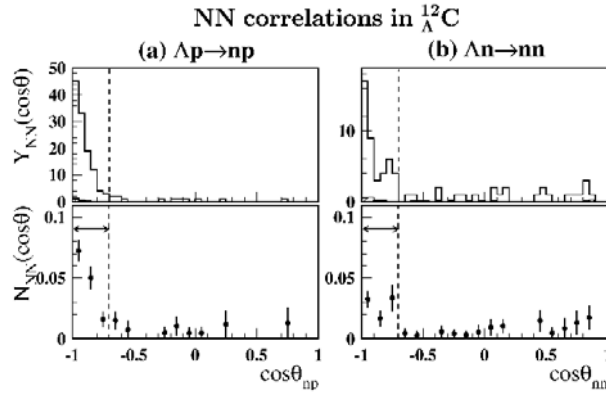 NN correlations in ¹²ΛC
(a) Λp→np
(b) Λn→nn
Y_NN(cosθ)
50
40
30
20
10
0
10
0
N_NN(cosθ)
0.1
0.05
0
0.1
0.05
0
-1 -0.5 0 0.5 1
-1 -0.5 0 0.5 1
cosθ_np
cosθ_nn